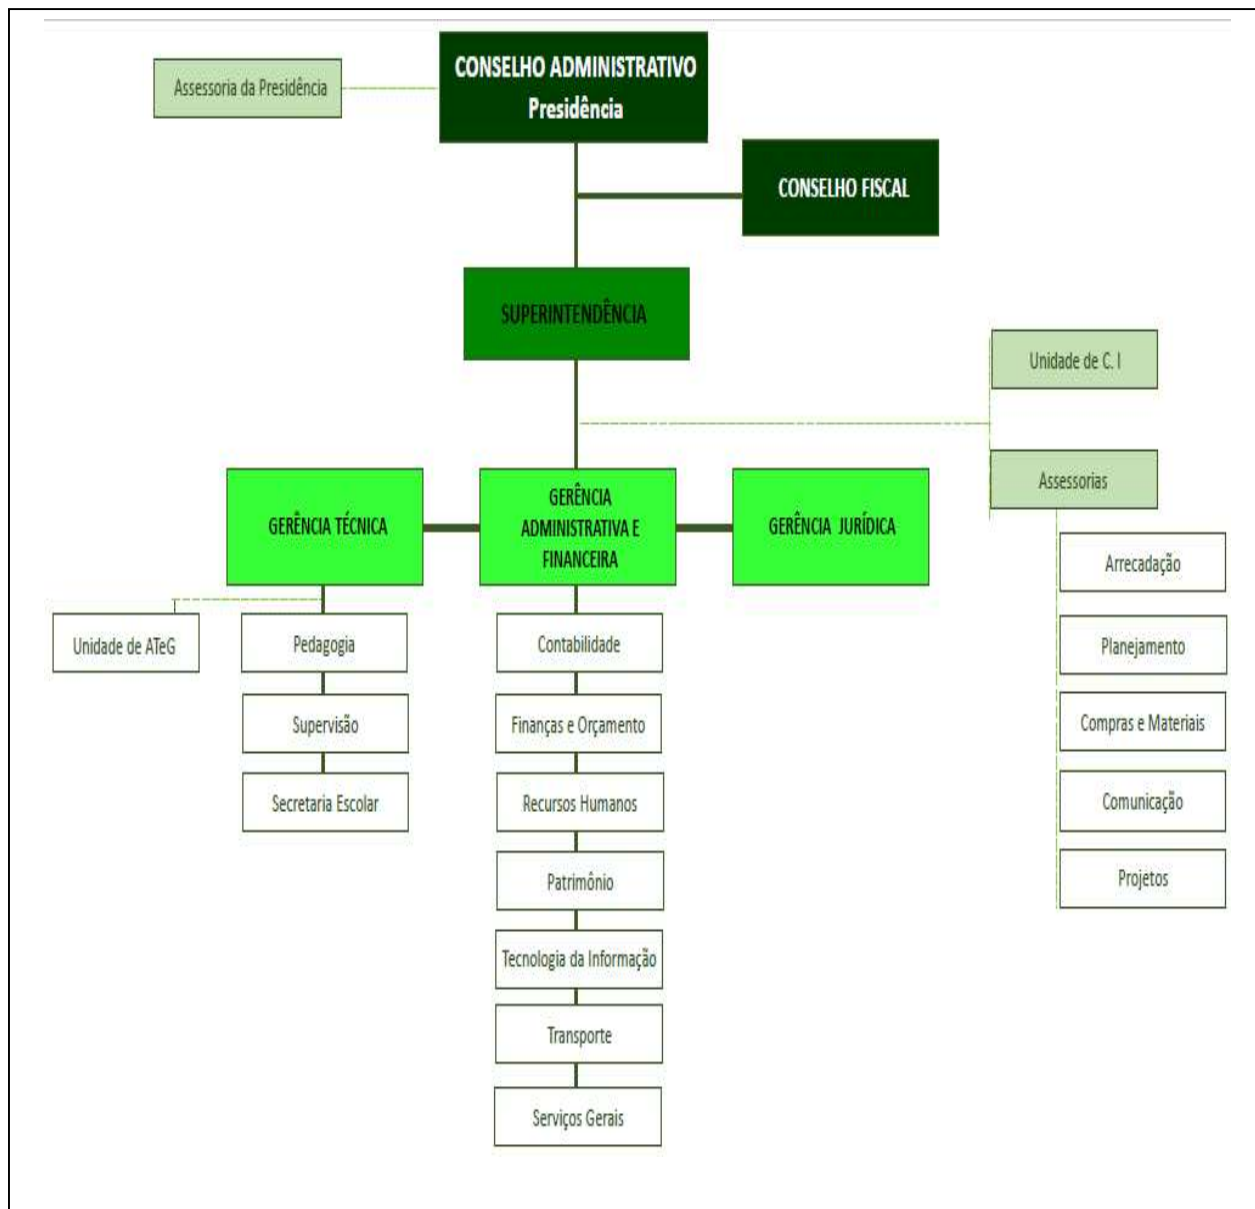 Assessoria da Presidência
CONSELHO ADMINISTRATIVO
Presidência
CONSELHO FISCAL
SUPERINTENDÊNCIA
Unidade de C. I
Assessorias
GERÊNCIA TÉCNICA
GERÊNCIA
ADMINISTRATIVA E
FINANCEIRA
GERÊNCIA JURÍDICA
Unidade de ATeG
Pedagogia
Supervisão
Secretaria Escolar
Contabilidade
Finanças e Orçamento
Recursos Humanos
Patrimônio
Tecnologia da Informação
Transporte
Serviços Gerais
Arrecadação
Planejamento
Compras e Materiais
Comunicação
Projetos